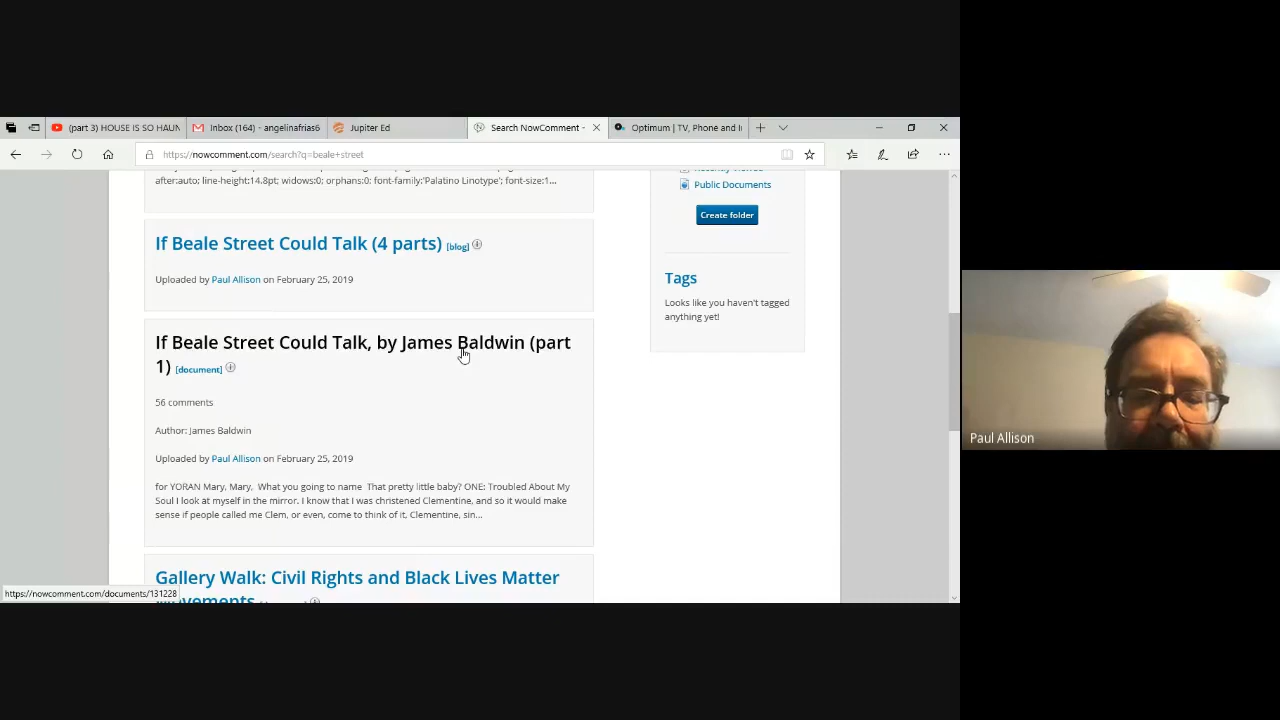 (part 3) HOUSE IS SO HAUN
Inbox (164) - angelinafrias6
Jupiter Ed
Search NowComment -
Optimum | TV, Phone and I
https://nowcomment.com/search?q=beale+street
after:auto; line-height:14.8pt; widows:0; orphans:0; font-family:'Palatino Linotype'; font-size:1...
Recently Viewed
Public Documents
Create folder
If Beale Street Could Talk (4 parts) [blog]
Uploaded by Paul Allison on February 25, 2019
Tags
Looks like you haven't tagged
anything yet!
If Beale Street Could Talk, by James Baldwin (part
1) [document]
56 comments
Author: James Baldwin
Uploaded by Paul Allison on February 25, 2019
for YORAN Mary, Mary, What you going to name That pretty little baby? ONE: Troubled About My
Soul I look at myself in the mirror. I know that I was christened Clementine, and so it would make
sense if people called me Clem, or even, come to think of it, Clementine, sin...
Gallery Walk: Civil Rights and Black Lives Matter
https://nowcomment.com/documents/131228
Paul Allison